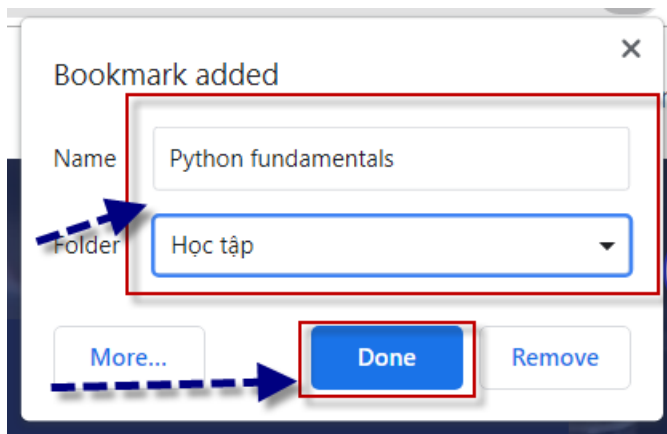 Bookmark added
Name Python fundamentals
Folder Học tập
More... Done Remove